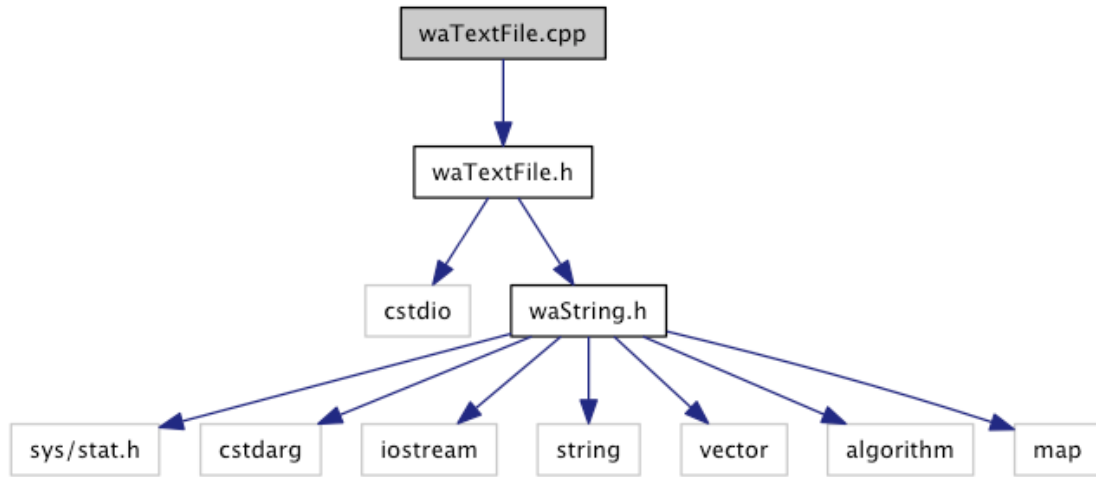 waTextFile.cpp
waTextFile.h
cstdio
waString.h
sys/stat.h
cstdarg
iostream
string
vector
algorithm
map